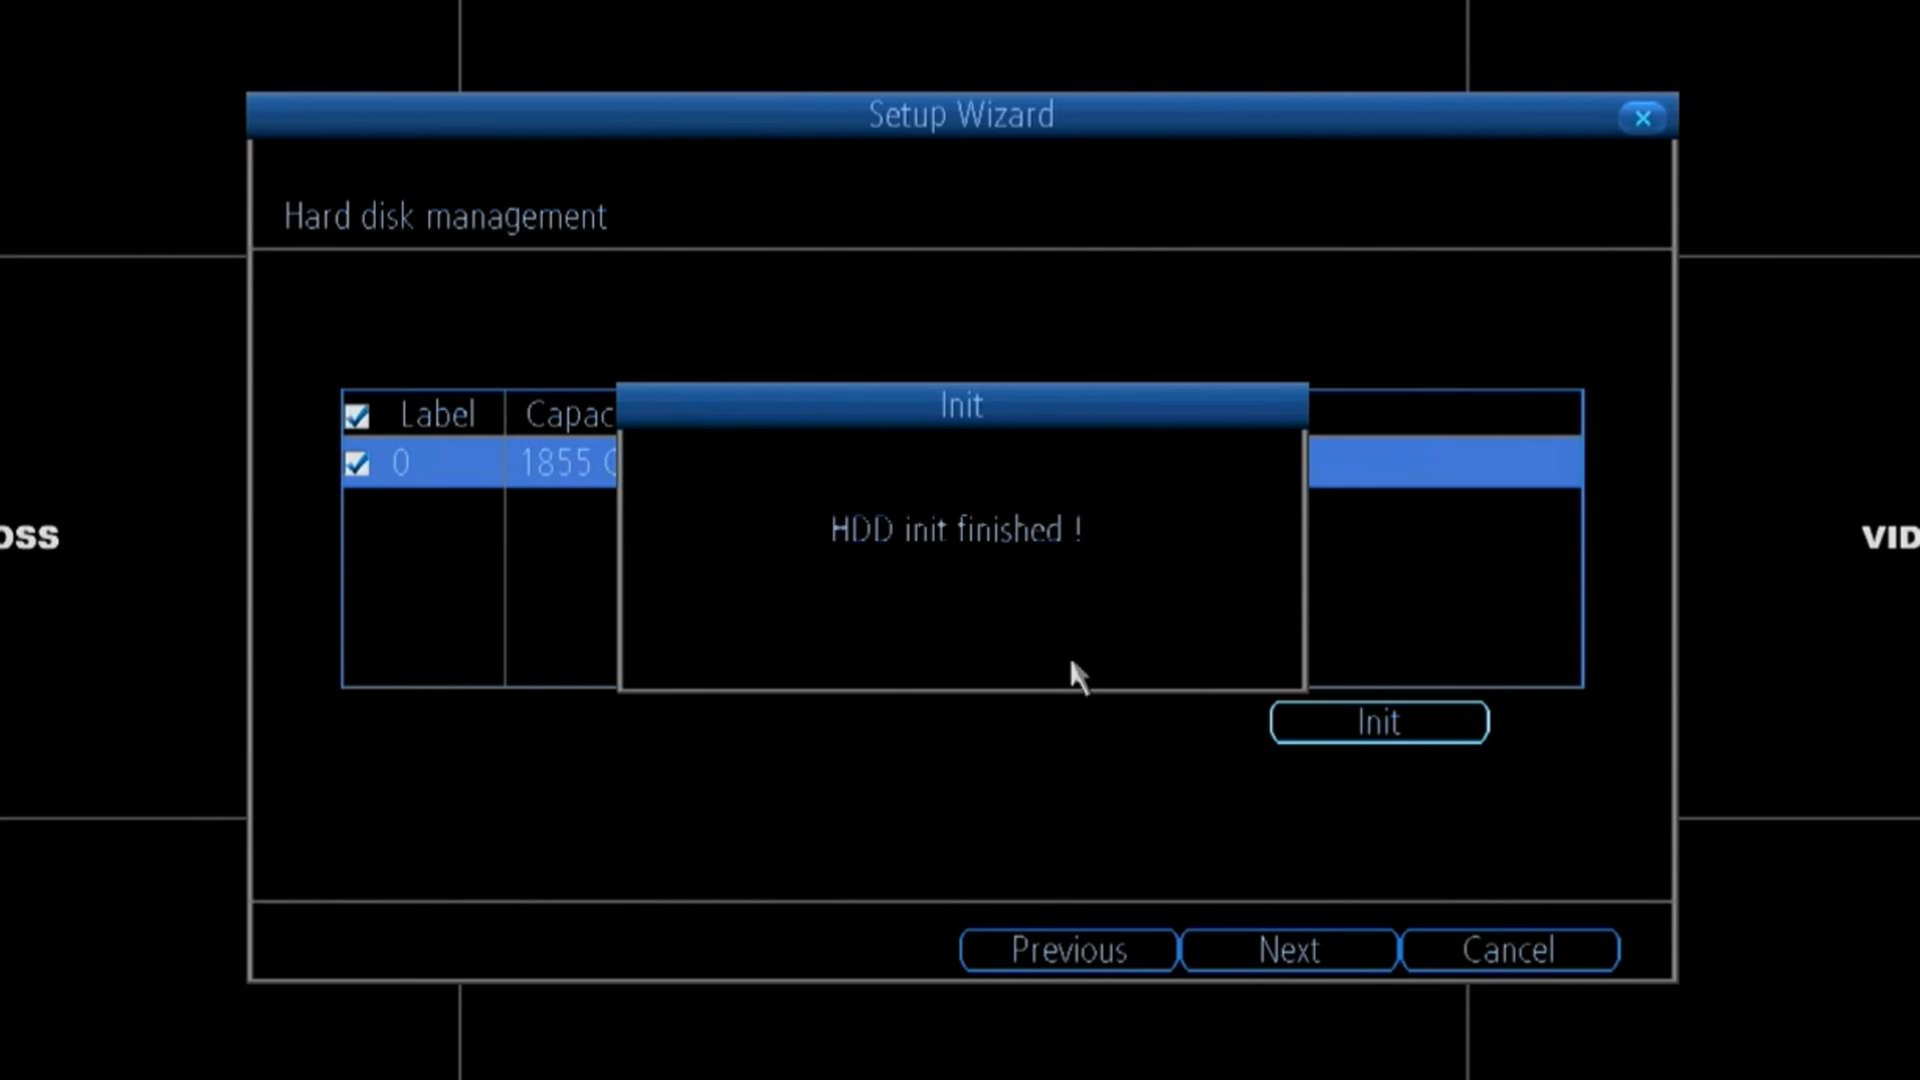 Setup Wizard
Hard disk management
Label Capac
0 1855
Init
HDD init finished !
OSS
VID
Init
Previous Next Cancel